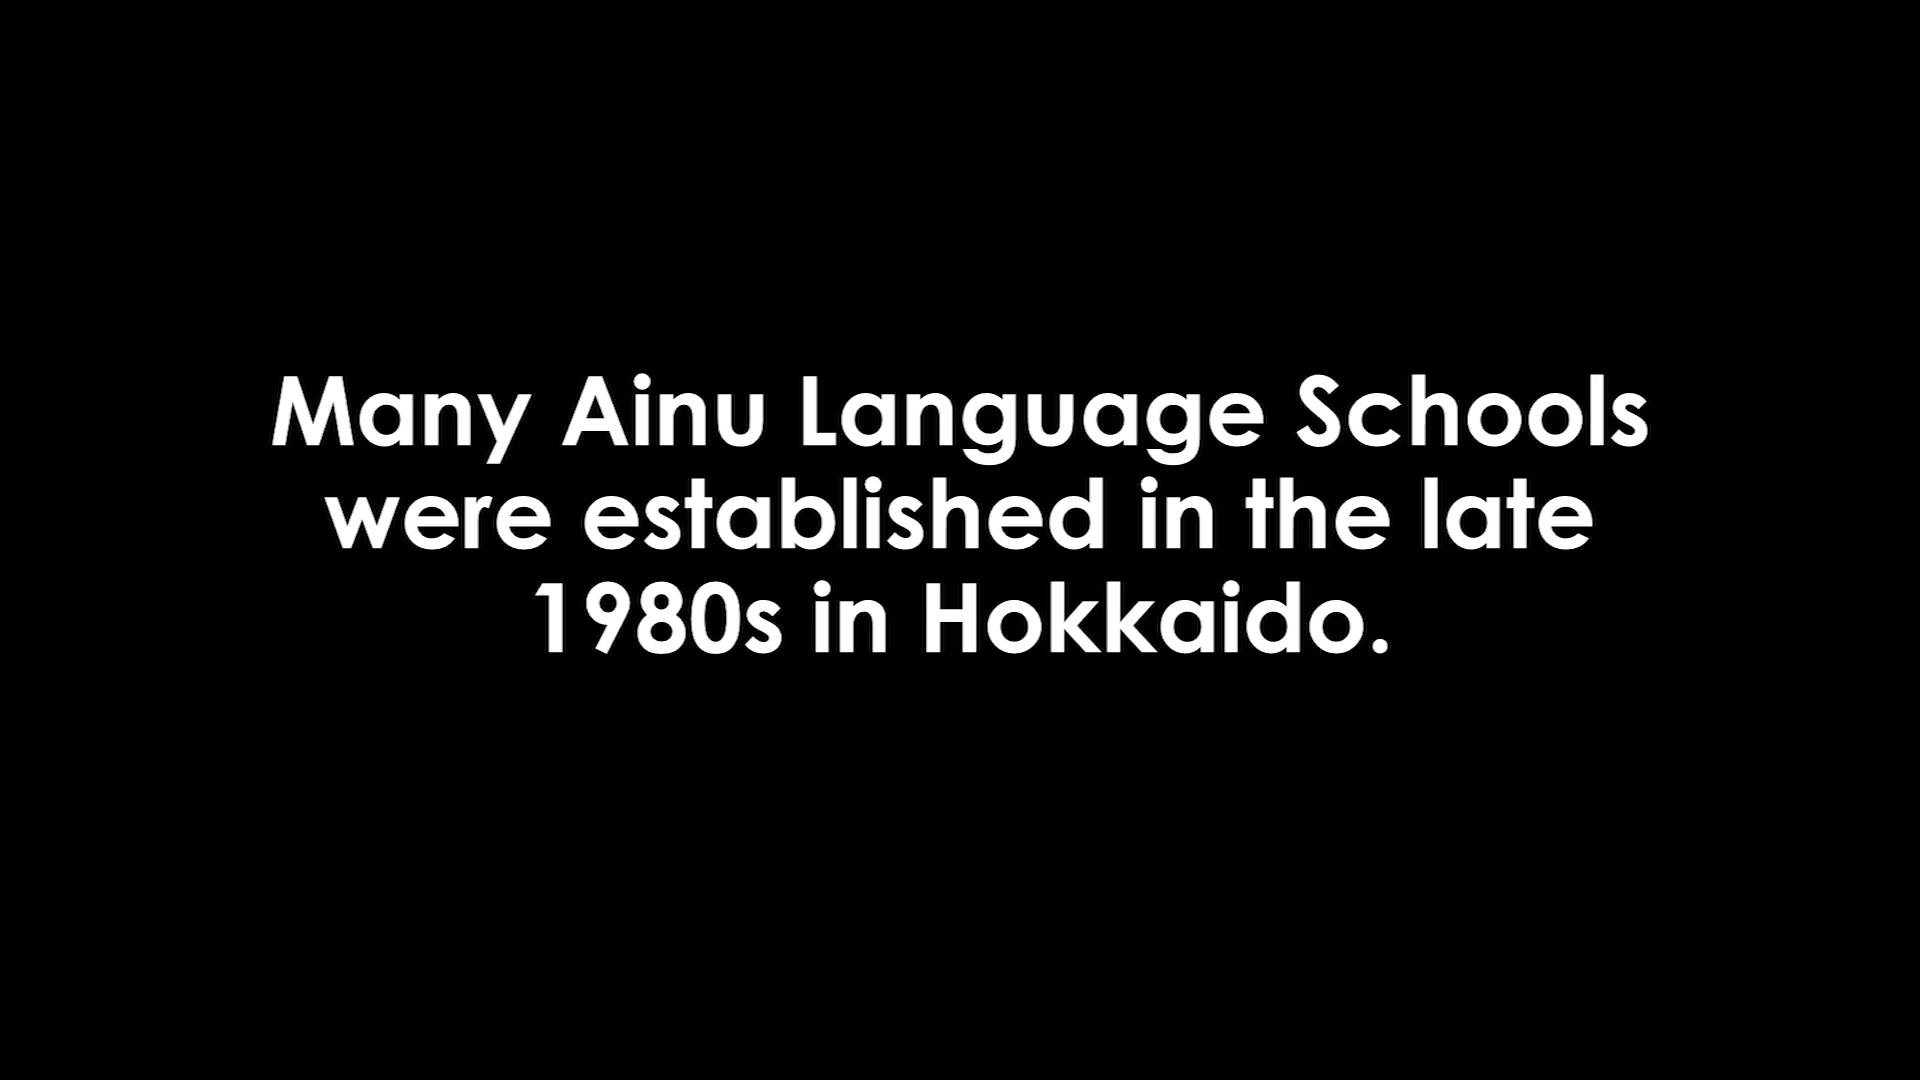 Many Ainu Language Schools
were established in the late
1980s in Hokkaido.